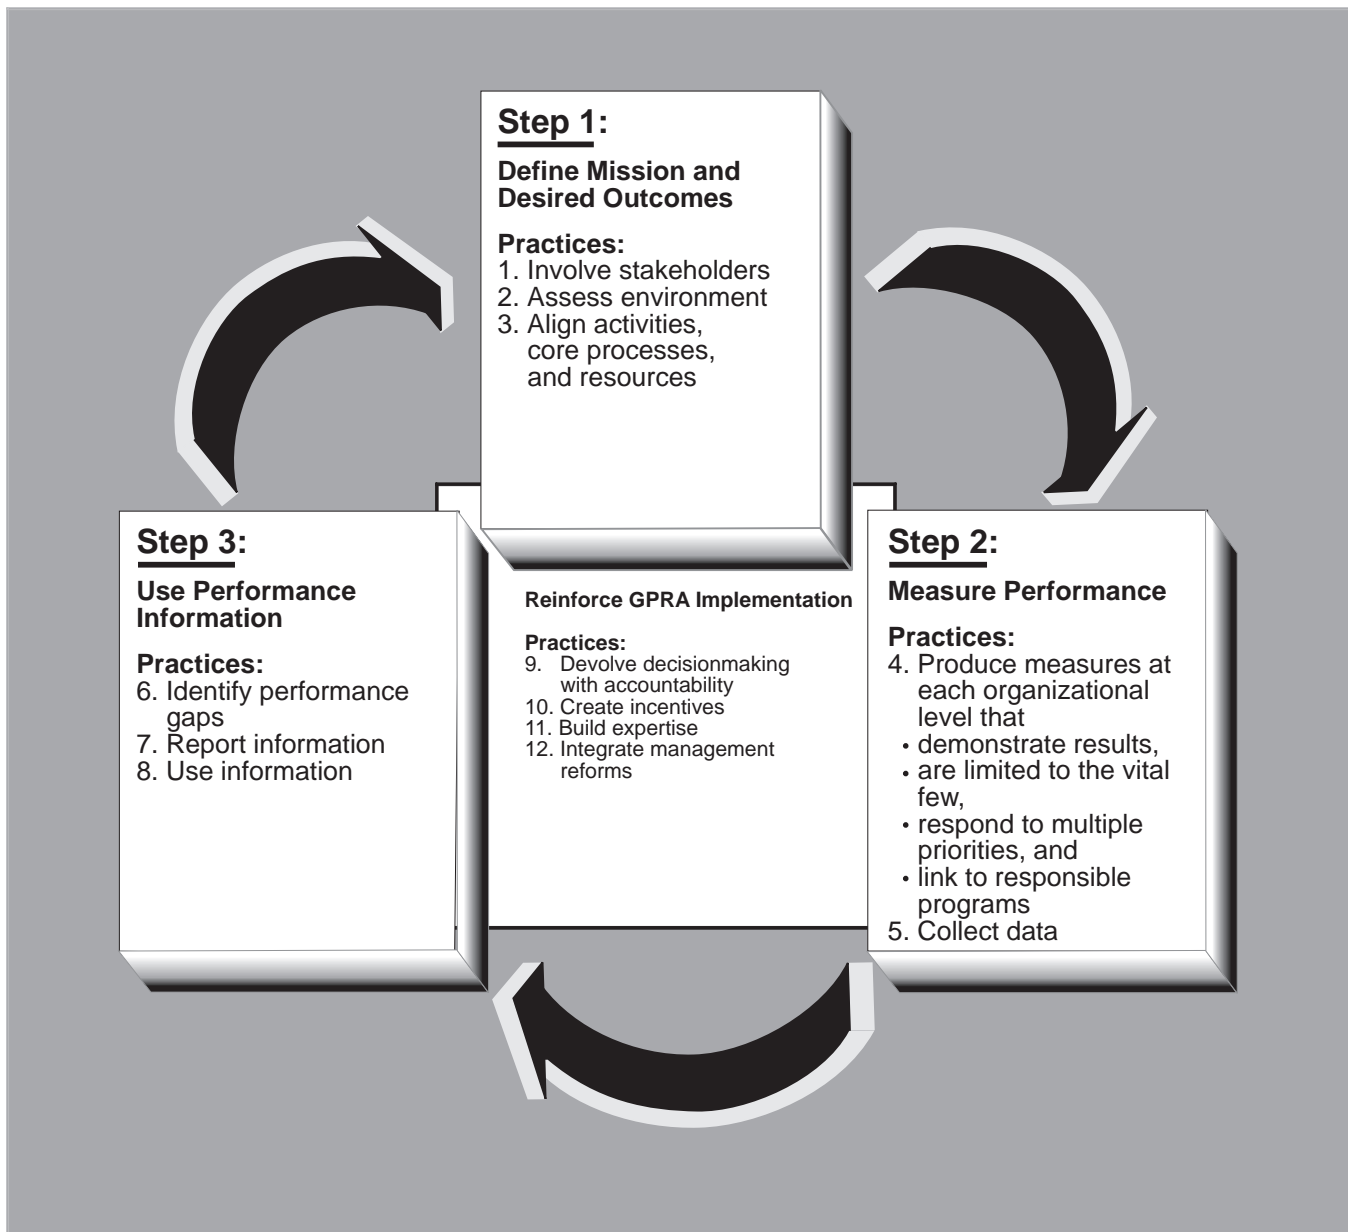 Step 1:
Define Mission and
Desired Outcomes
Practices:
1. Involve stakeholders
2. Assess environment
3. Align activities,
core processes,
and resources
Step 2:
Measure Performance
Practices:
4. Produce measures at
each organizational
level that
• demonstrate results,
• are limited to the vital
few,
• respond to multiple
priorities, and
• link to responsible
programs
5. Collect data
Step 3:
Use Performance
Information
Practices:
6. Identify performance
gaps
7. Report information
8. Use information
Reinforce GPRA Implementation
Practices:
9. Devolve decisionmaking
with accountability
10. Create incentives
11. Build expertise
12. Integrate management
reforms